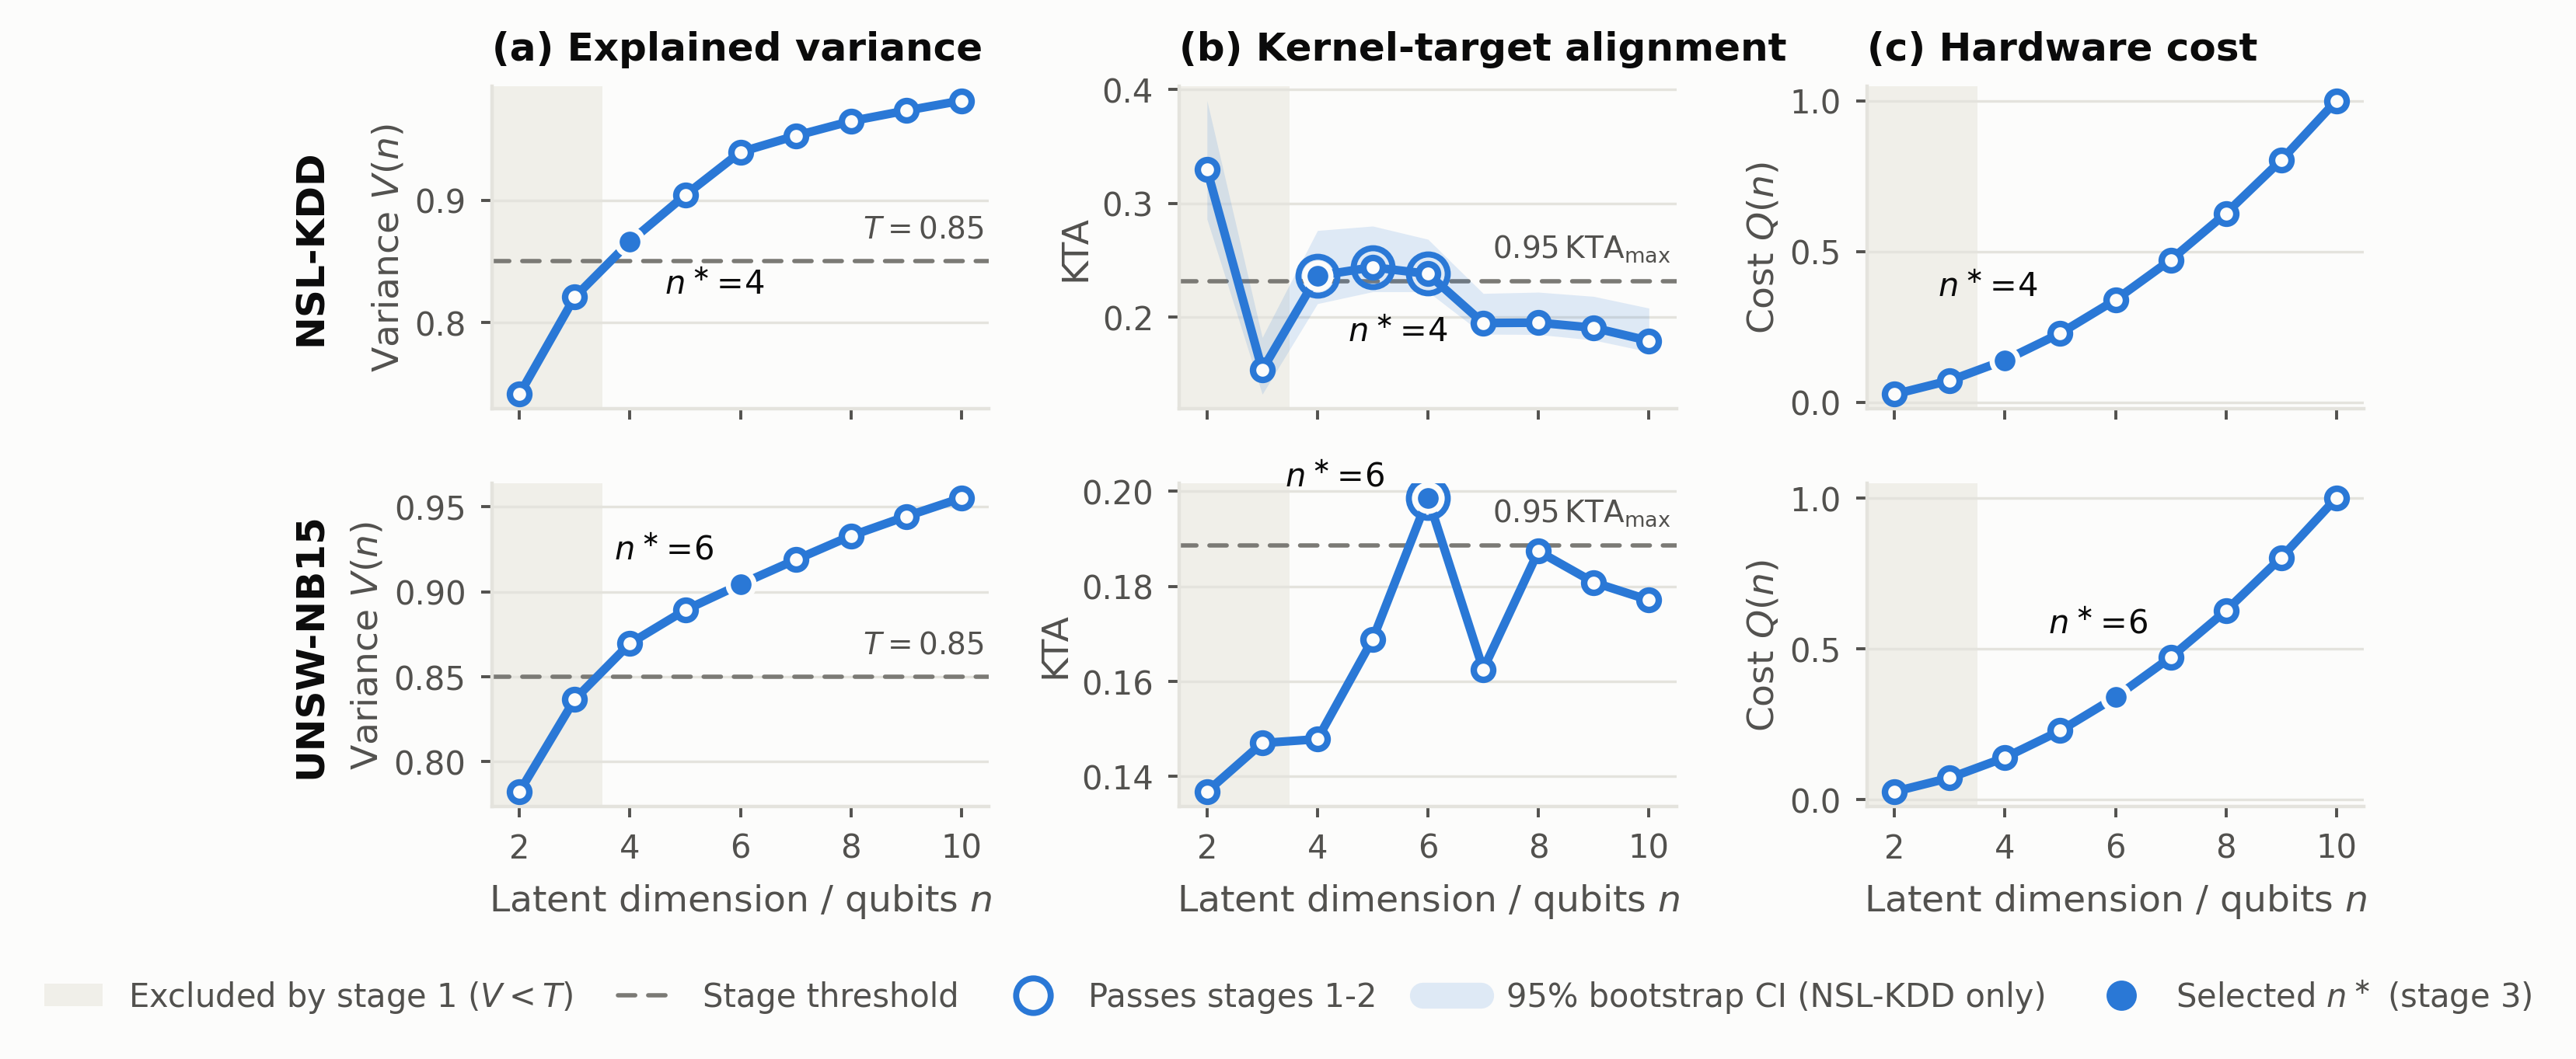 (a) Explained variance
(b) Kernel-target alignment
(c) Hardware cost
NSL-KDD
Variance V(n)
0.9
0.8
T = 0.85
n*=4
KTA
0.4
0.3
0.2
0.95 KTAmax
n*=4
Cost Q(n)
1.0
0.5
0.0
n*=4
UNSW-NB15
Variance V(n)
0.95
0.90
0.85
0.80
n*=6
T = 0.85
2 4 6 8 10
Latent dimension / qubits n
KTA
0.20
0.18
0.16
0.14
n*=6
0.95 KTAmax
2 4 6 8 10
Latent dimension / qubits n
Cost Q(n)
1.0
0.5
0.0
n*=6
2 4 6 8 10
Latent dimension / qubits n
Excluded by stage 1 (V < T)
Stage threshold
Passes stages 1-2
95% bootstrap CI (NSL-KDD only)
Selected n* (stage 3)